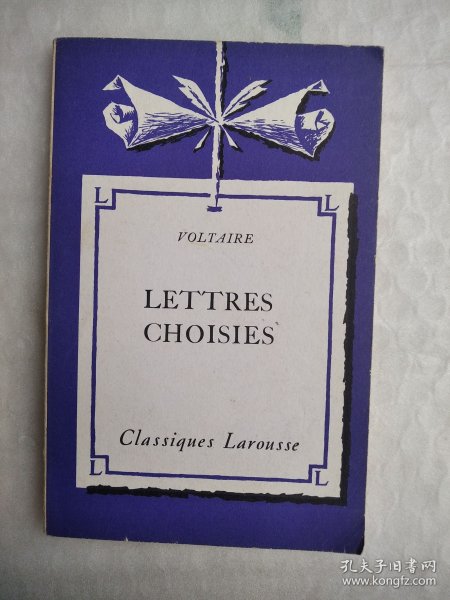 L L
VOLTAIRE
LETTRES
CHOISIES
Classiques Larousse
L L
孔夫子旧书网
www.kongfz.com